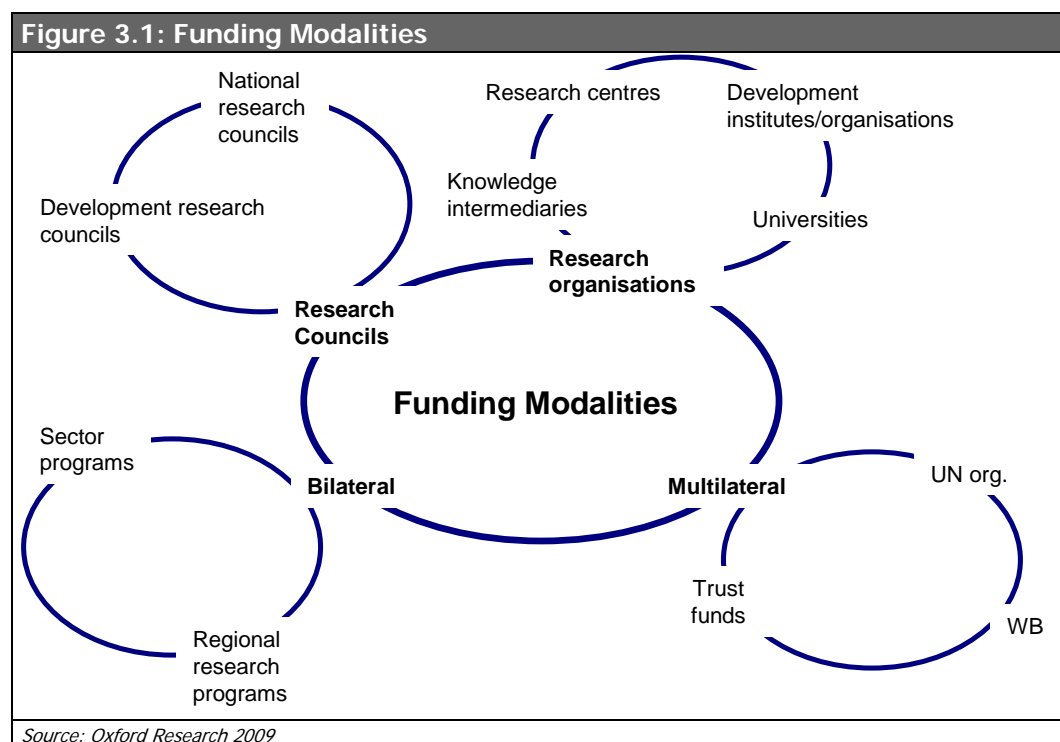 Figure 3.1: Funding Modalities
National
research
councils
Development research
councils
Research
Councils
Research centres
Development
institutes/organisations
Knowledge
intermediaries
Universities
Research
organisations
Funding Modalities
Sector
programs
Bilateral
Regional
research
programs
Multilateral
UN org.
Trust
funds
WB
Source: Oxford Research 2009